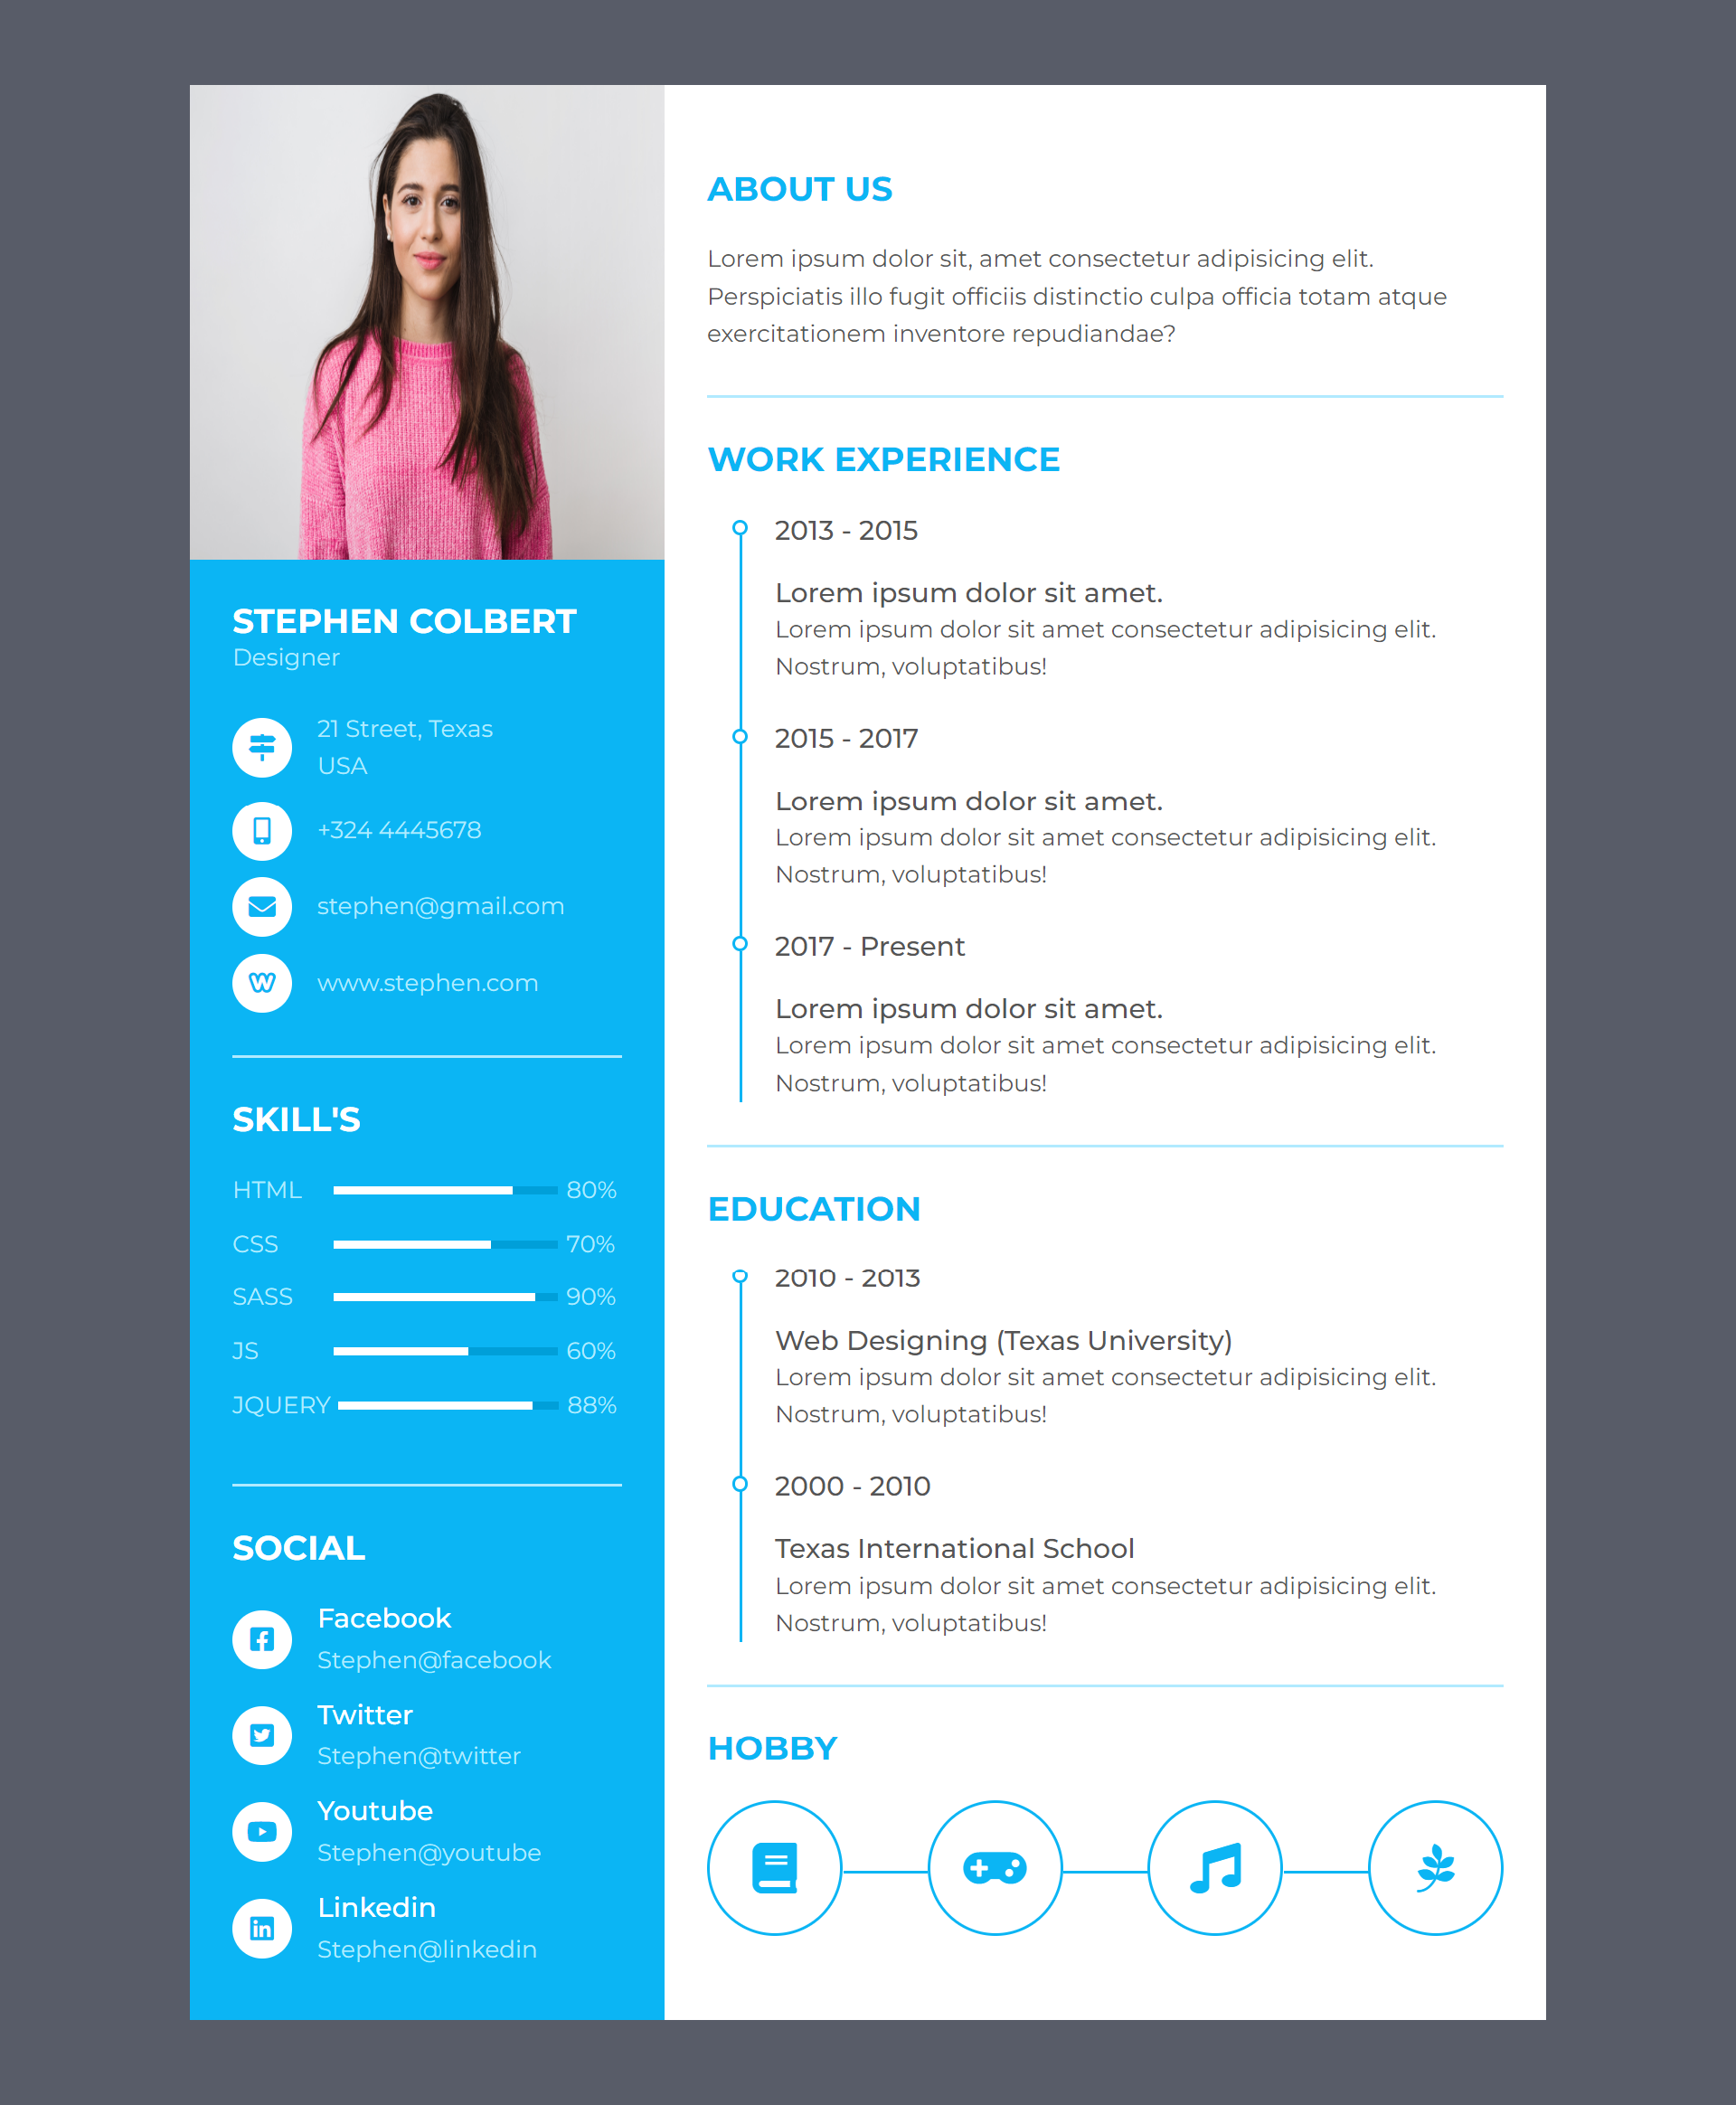 STEPHEN COLBERT
Designer
21 Street, Texas
USA
+324 4445678
stephen@gmail.com
www.stephen.com
SKILL'S
HTML 80%
CSS 70%
SASS 90%
JS 60%
JQUERY 88%
SOCIAL
Facebook
Stephen@facebook
Twitter
Stephen@twitter
Youtube
Stephen@youtube
Linkedin
Stephen@linkedin
ABOUT US
Lorem ipsum dolor sit, amet consectetur adipisicing elit.
Perspiciatis illo fugit officiis distinctio culpa officia totam atque
exercitationem inventore repudiandae?
WORK EXPERIENCE
2013 - 2015
Lorem ipsum dolor sit amet.
Lorem ipsum dolor sit amet consectetur adipisicing elit.
Nostrum, voluptatibus!
2015 - 2017
Lorem ipsum dolor sit amet.
Lorem ipsum dolor sit amet consectetur adipisicing elit.
Nostrum, voluptatibus!
2017 - Present
Lorem ipsum dolor sit amet.
Lorem ipsum dolor sit amet consectetur adipisicing elit.
Nostrum, voluptatibus!
EDUCATION
2010 - 2013
Web Designing (Texas University)
Lorem ipsum dolor sit amet consectetur adipisicing elit.
Nostrum, voluptatibus!
2000 - 2010
Texas International School
Lorem ipsum dolor sit amet consectetur adipisicing elit.
Nostrum, voluptatibus!
HOBBY